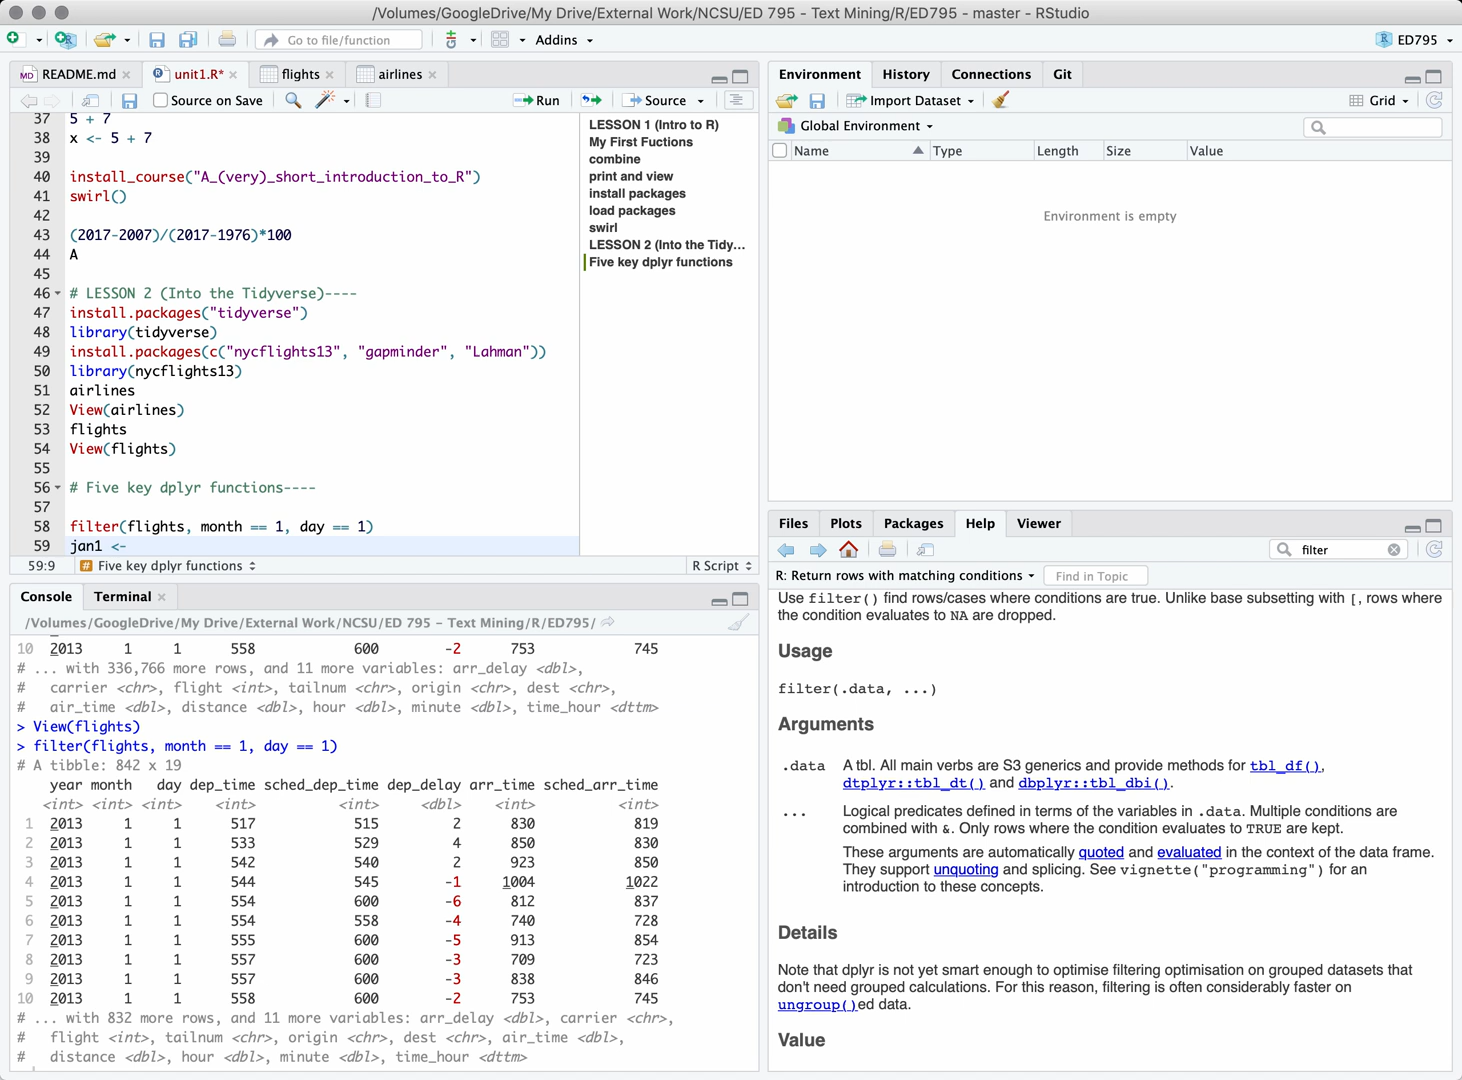 /Volumes/GoogleDrive/My Drive/External Work/NCSU/ED 795 - Text Mining/R/ED795 - master - RStudio
Go to file/function
Addins
ED795
README.md
unit1.R*
flights
airlines
Source on Save
Run
Source
37 5 + 7
38 x <- 5 + 7
39
40 install_course("A_(very)_short_introduction_to_R")
41 swirl()
42
43 (2017-2007)/(2017-1976)*100
44 A
45
46 # LESSON 2 (Into the Tidyverse)----
47 install.packages("tidyverse")
48 library(tidyverse)
49 install.packages(c("nycflights13", "gapminder", "Lahman"))
50 library(nycflights13)
51 airlines
52 View(airlines)
53 flights
54 View(flights)
55
56 # Five key dplyr functions----
57
58 filter(flights, month == 1, day == 1)
59 jan1 <-
LESSON 1 (Intro to R)
My First Fuctions
combine
print and view
install packages
load packages
swirl
LESSON 2 (Into the Tidy...
Five key dplyr functions
59:9 # Five key dplyr functions
R Script
Console
Terminal
/Volumes/GoogleDrive/My Drive/External Work/NCSU/ED 795 - Text Mining/R/ED795/
10 2013 1 1 558 600 -2 753 745
# ... with 336,766 more rows, and 11 more variables: arr_delay <dbl>,
# carrier <chr>, flight <int>, tailnum <chr>, origin <chr>, dest <chr>,
# air_time <dbl>, distance <dbl>, hour <dbl>, minute <dbl>, time_hour <dttm>
> View(flights)
> filter(flights, month == 1, day == 1)
# A tibble: 842 x 19
year month day dep_time sched_dep_time dep_delay arr_time sched_arr_time
<int> <int> <int> <int> <int> <dbl> <int> <int>
1 2013 1 1 517 515 2 830 819
2 2013 1 1 533 529 4 850 830
3 2013 1 1 542 540 2 923 850
4 2013 1 1 544 545 -1 1004 1022
5 2013 1 1 554 600 -6 812 837
6 2013 1 1 554 558 -4 740 728
7 2013 1 1 555 600 -5 913 854
8 2013 1 1 557 600 -3 709 723
9 2013 1 1 557 600 -3 838 846
10 2013 1 1 558 600 -2 753 745
# ... with 832 more rows, and 11 more variables: arr_delay <dbl>, carrier <chr>,
# flight <int>, tailnum <chr>, origin <chr>, dest <chr>, air_time <dbl>,
# distance <dbl>, hour <dbl>, minute <dbl>, time_hour <dttm>
Environment
History
Connections
Git
Import Dataset
Grid
Global Environment
Name
Type
Length
Size
Value
Environment is empty
Files
Plots
Packages
Help
Viewer
filter
R: Return rows with matching conditions
Find in Topic
Use filter() find rows/cases where conditions are true. Unlike base subsetting with [, rows where
the condition evaluates to NA are dropped.
Usage
filter(.data, ...)
Arguments
.data A tbl. All main verbs are S3 generics and provide methods for tbl_df(),
dtplyr::tbl_dt() and dbplyr::tbl_dbi().
... Logical predicates defined in terms of the variables in .data. Multiple conditions are
combined with &. Only rows where the condition evaluates to TRUE are kept.
These arguments are automatically quoted and evaluated in the context of the data frame.
They support unquoting and splicing. See vignette("programming") for an
introduction to these concepts.
Details
Note that dplyr is not yet smart enough to optimise filtering optimisation on grouped datasets that
don't need grouped calculations. For this reason, filtering is often considerably faster on
ungroup()ed data.
Value